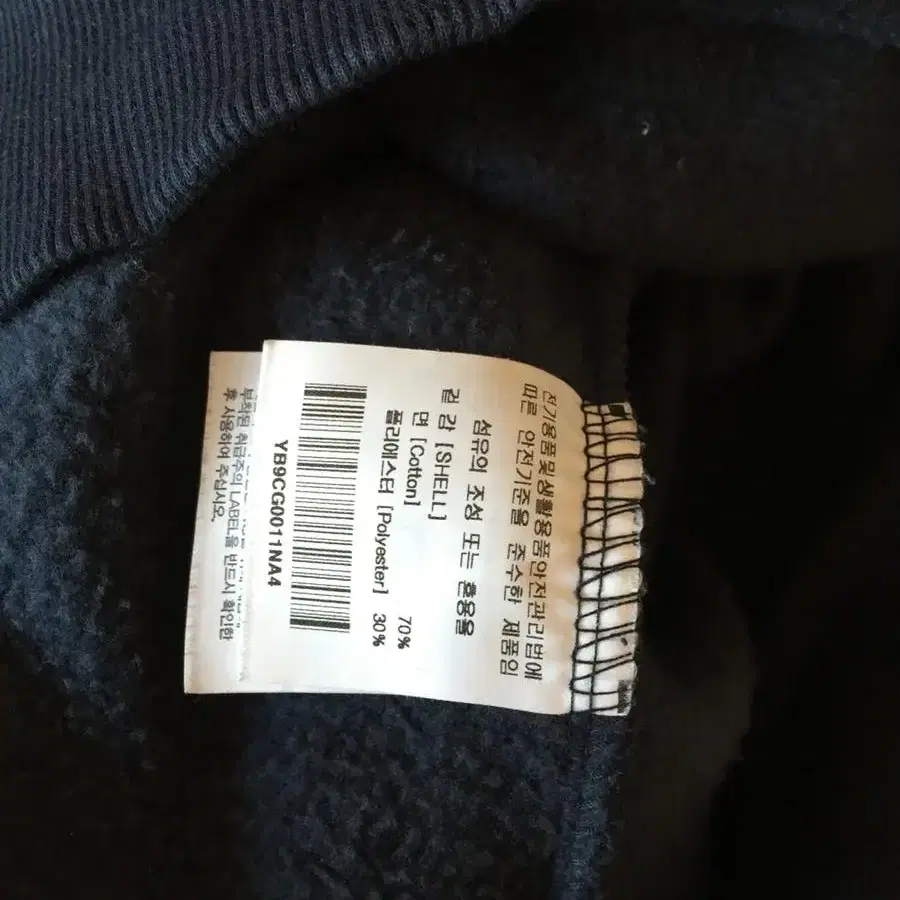 전기용품및생활용품안전관리법에
따른 안전기준을 준수한 제품임
섬유의 조성 또는 혼용율
겉 감 [SHELL]
면 [Cotton] 70%
폴리에스터 [Polyester] 30%
YB9CG0011NA4
부착된 취급주의 LABEL을 반드시 확인한
후 사용하여 주십시오.